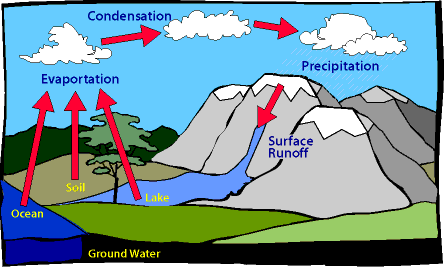 Condensation
Evaportation
Precipitation
Surface
Runoff
Soil
Lake
Ocean
Ground Water